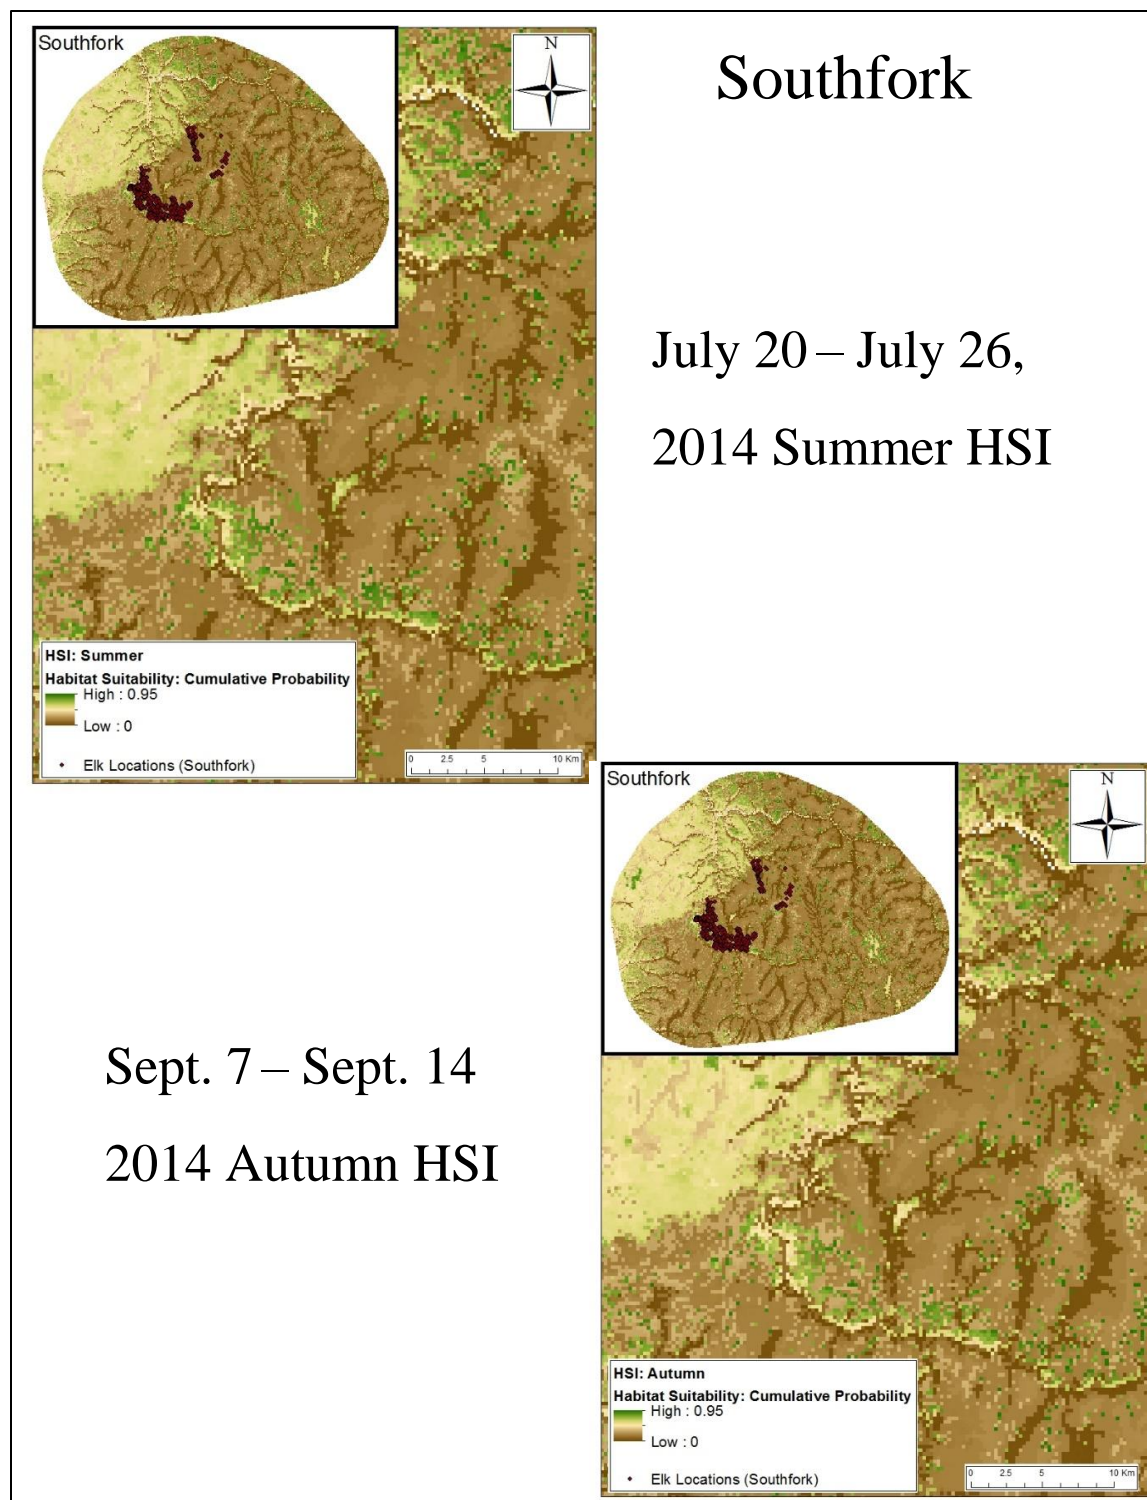 Southfork
N
Southfork
July 20 – July 26,
2014 Summer HSI
HSI: Summer
Habitat Suitability: Cumulative Probability
High : 0.95
Low : 0
Elk Locations (Southfork)
0 2.5 5 10 Km
Southfork
N
Sept. 7 – Sept. 14
2014 Autumn HSI
HSI: Autumn
Habitat Suitability: Cumulative Probability
High : 0.95
Low : 0
Elk Locations (Southfork)
0 2.5 5 10 Km